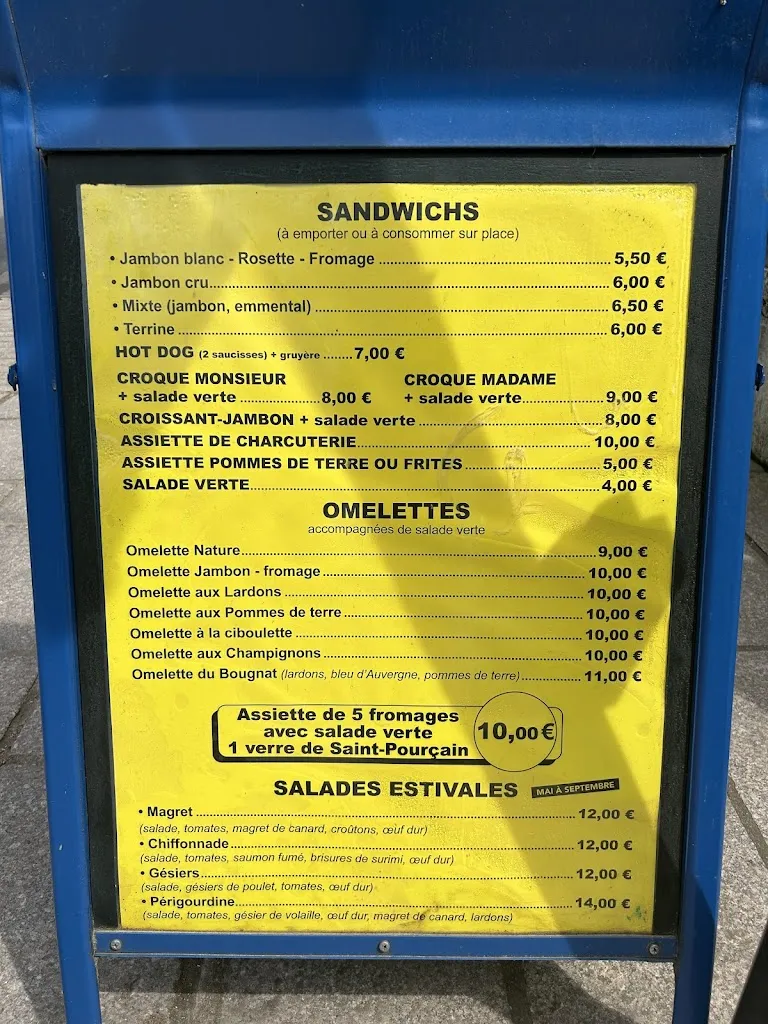 SANDWICHS
(à emporter ou à consommer sur place)
• Jambon blanc - Rosette - Fromage ........ 5,50 €
• Jambon cru........ 6,00 €
• Mixte (jambon, emmental) ........ 6,50 €
• Terrine ........ 6,00 €
HOT DOG (2 saucisses) + gruyère ........ 7,00 €
CROQUE MONSIEUR CROQUE MADAME
+ salade verte ........ 8,00 € + salade verte........ 9,00 €
CROISSANT-JAMBON + salade verte ........ 8,00 €
ASSIETTE DE CHARCUTERIE........ 10,00 €
ASSIETTE POMMES DE TERRE OU FRITES ........ 5,00 €
SALADE VERTE........ 4,00 €
OMELETTES
accompagnées de salade verte
Omelette Nature........ 9,00 €
Omelette Jambon - fromage ........ 10,00 €
Omelette aux Lardons ........ 10,00 €
Omelette aux Pommes de terre ........ 10,00 €
Omelette à la ciboulette ........ 10,00 €
Omelette aux Champignons ........ 10,00 €
Omelette du Bougnat (lardons, bleu d'Auvergne, pommes de terre) ........ 11,00 €
Assiette de 5 fromages
avec salade verte 10,00 €
1 verre de Saint-Pourçain
SALADES ESTIVALES MAI À SEPTEMBRE
• Magret ........ 12,00 €
(salade, tomates, magret de canard, croûtons, œuf dur)
• Chiffonnade ........ 12,00 €
(salade, tomates, saumon fumé, brisures de surimi, œuf dur)
• Gésiers ........ 12,00 €
(salade, gésiers de poulet, tomates, œuf dur)
• Périgourdine ........ 14,00 €
(salade, tomates, gésier de volaille, œuf dur, magret de canard, lardons)